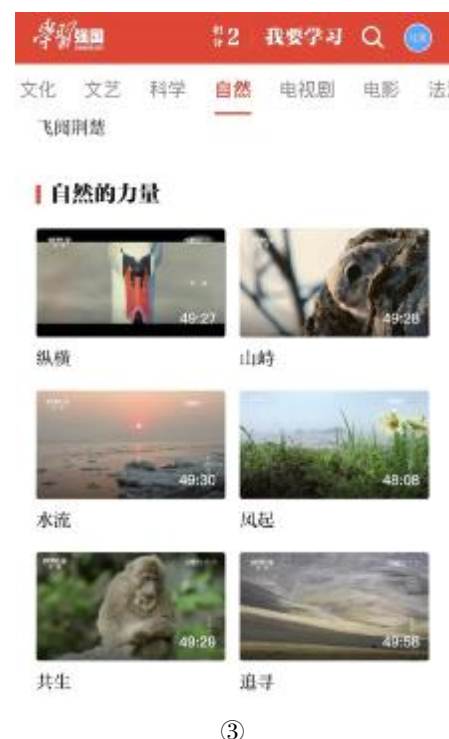 学习强国 积分 2 我要学习
文化 文艺 科学 自然 电视剧 电影 法
飞阅荆楚
自然的力量
49:27 49:28
纵横 山峙
49:30 48:08
水流 风起
49:29 49:58
共生 追寻
③